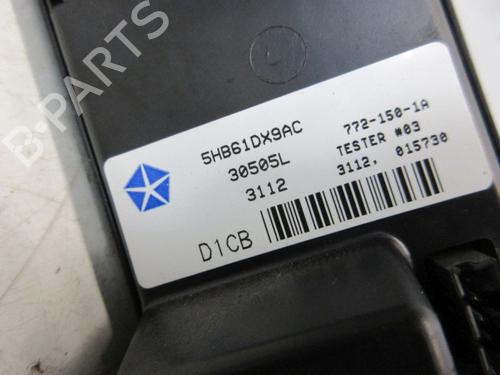 B-PARTS
5HB61DX9AC
772-150-1A
30505L
TESTER #03
3112
3112, 015730
D1CB